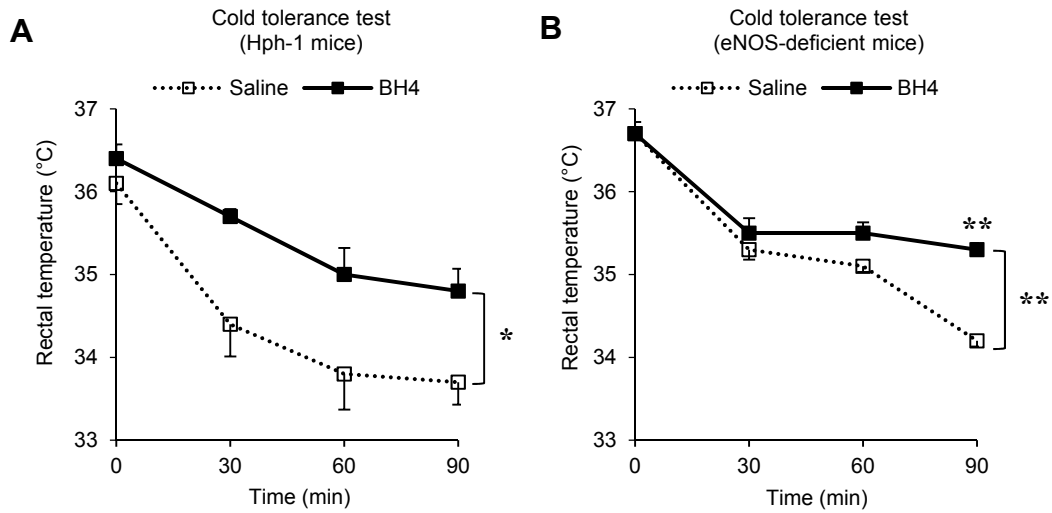 A
Cold tolerance test
(Hph-1 mice)
Saline
BH4
37
36
35
34
33
Rectal temperature (°C)
*
0
30
60
90
Time (min)
B
Cold tolerance test
(eNOS-deficient mice)
Saline
BH4
37
36
35
34
33
Rectal temperature (°C)
**
**
0
30
60
90
Time (min)